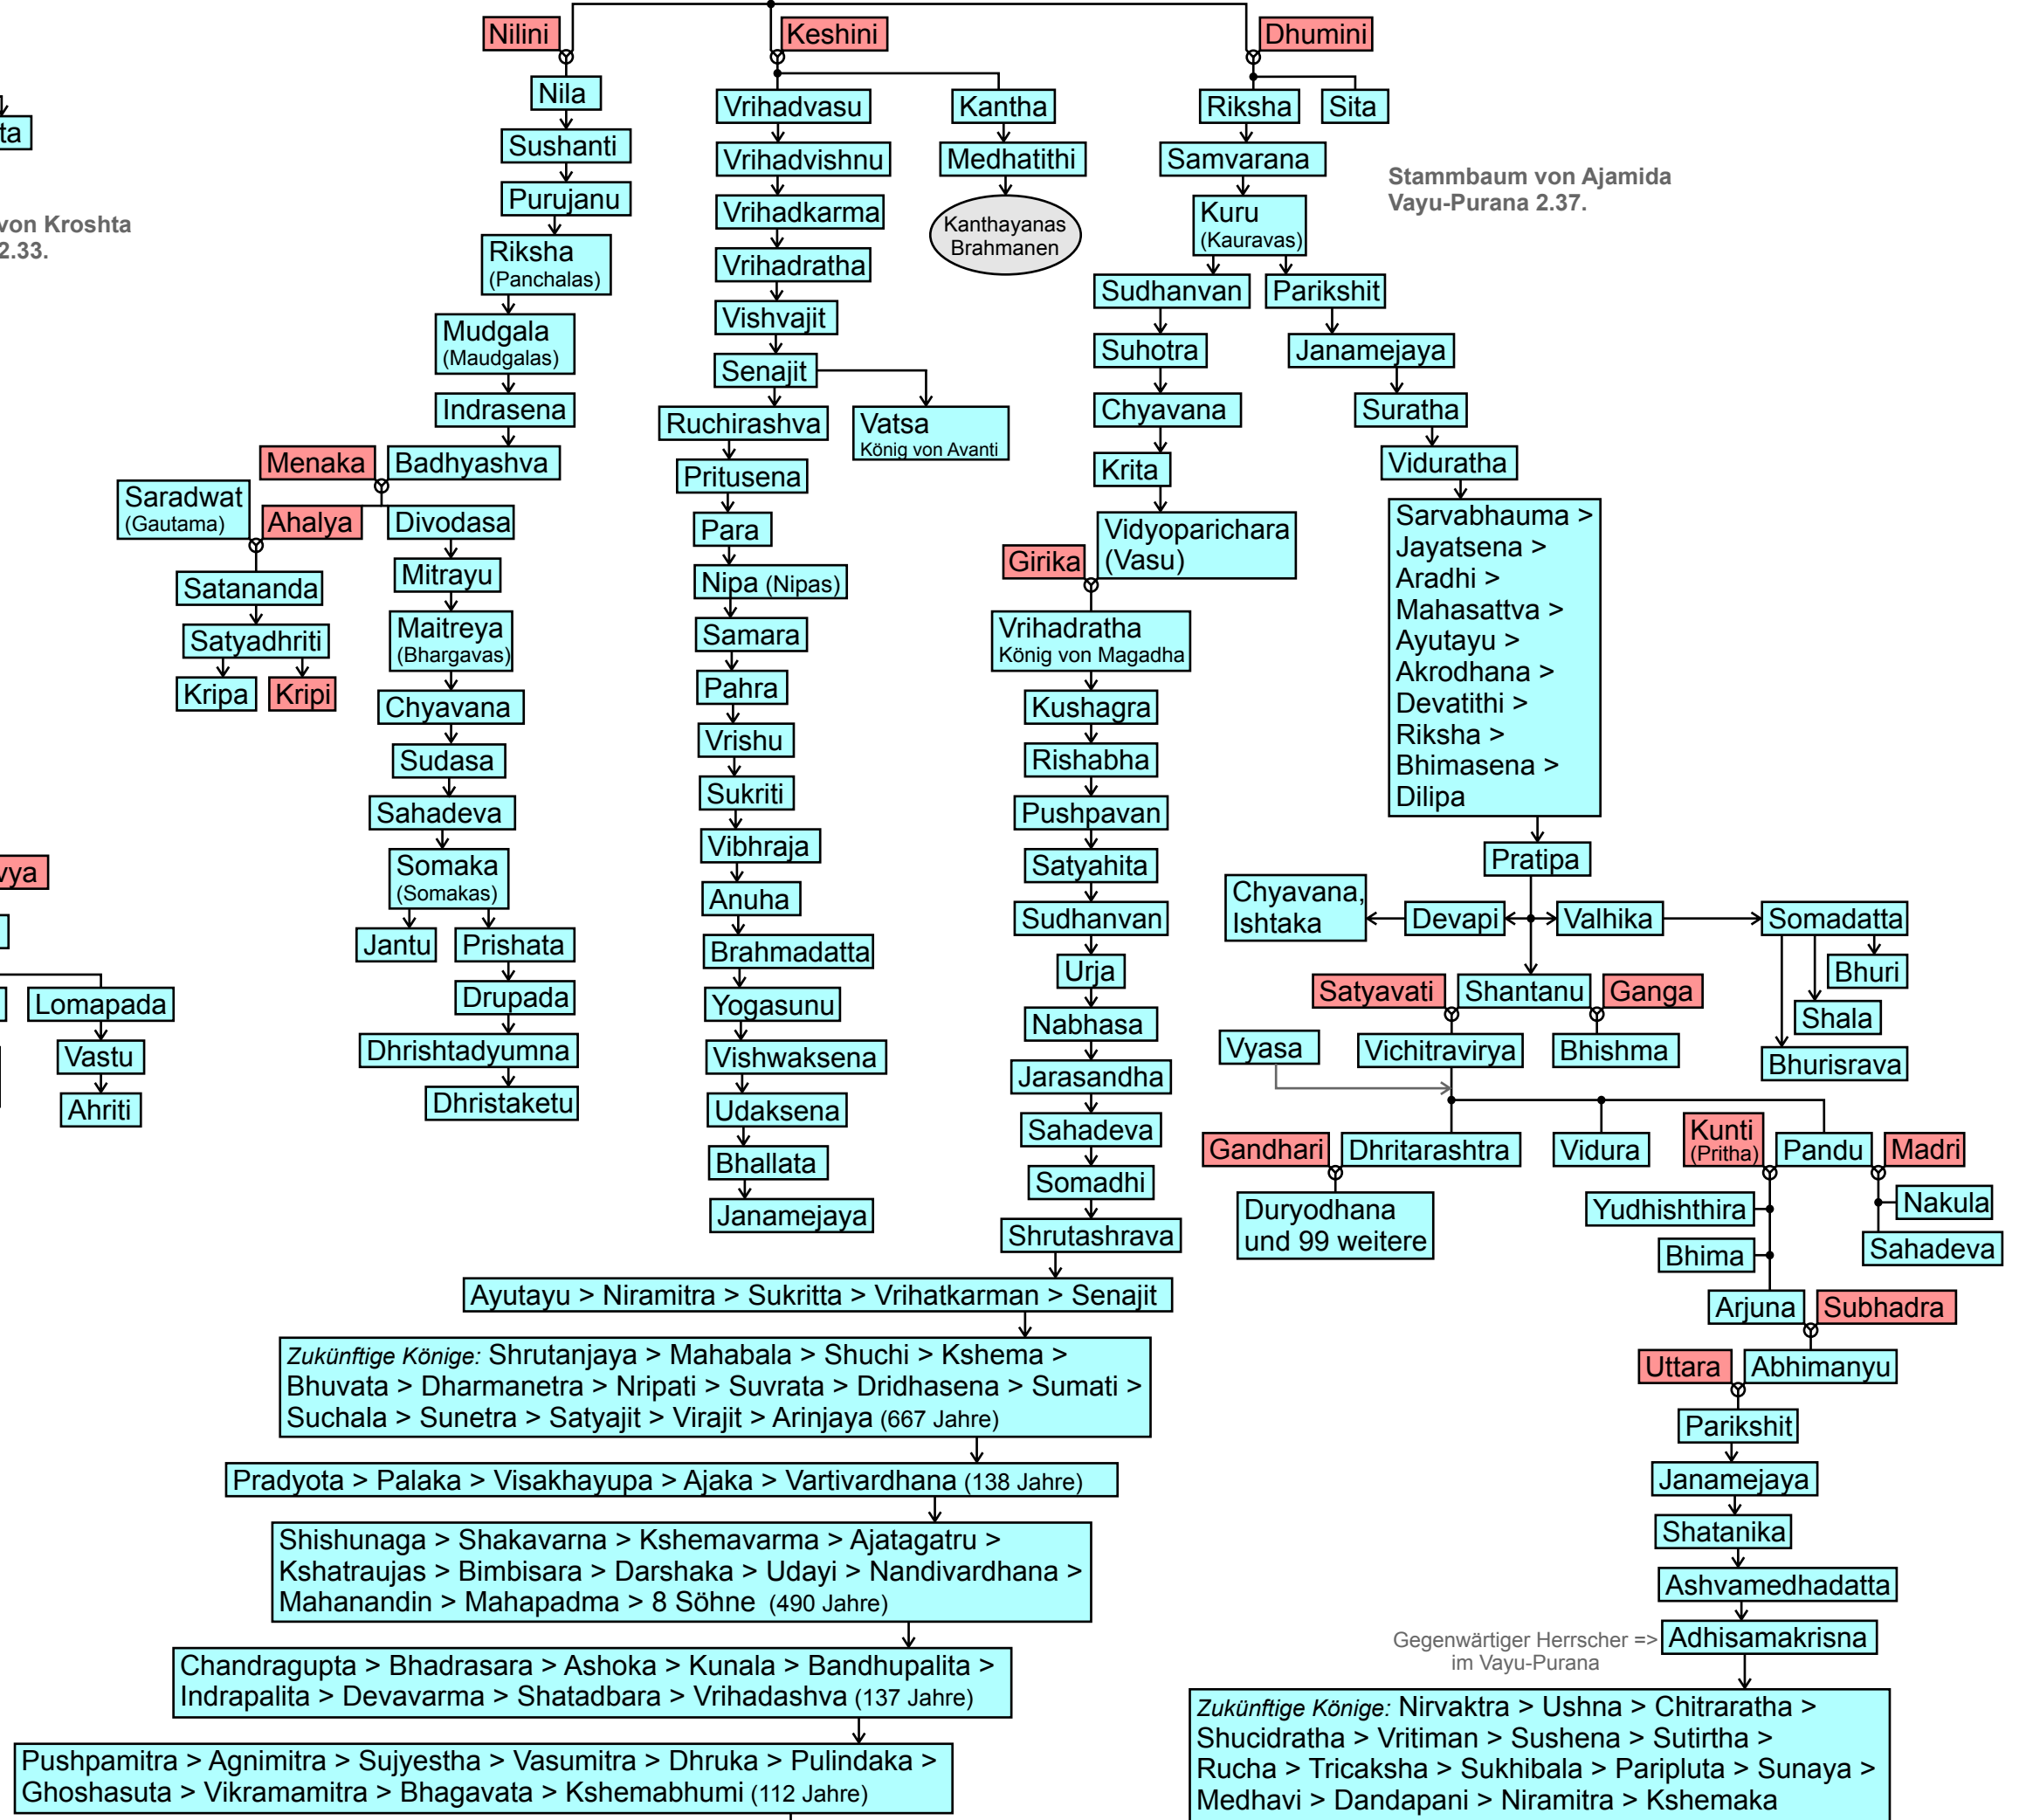 Nilini
Keshini
Dhumini
Nila
Vrihadvasu
Kantha
Riksha
Sita
ta
Sushanti
Vrihadvishnu
Medhatithi
Samvarana
Stammbaum von Ajamida
Vayu-Purana 2.37.
Purujanu
Vrihadkarma
Kanthayanas
Brahmanen
Kuru
(Kauravas)
von Kroshta
2.33.
Riksha
(Panchalas)
Vrihadratha
Sudhanvan
Parikshit
Mudgala
(Maudgalas)
Vishvajit
Suhotra
Janamejaya
Senajit
Indrasena
Ruchirashva
Vatsa
König von Avanti
Chyavana
Suratha
Menaka
Badhyashva
Pritusena
Krita
Viduratha
Saradwat
(Gautama)
Ahalya
Divodasa
Para
Vidyoparichara
(Vasu)
Girika
Sarvabhauma >
Jayatsena >
Aradhi >
Mahasattva >
Ayutayu >
Akrodhana >
Devatithi >
Riksha >
Bhimasena >
Dilipa
Satananda
Mitrayu
Nipa (Nipas)
Satyadhriti
Maitreya
(Bhargavas)
Samara
Vrihadratha
König von Magadha
Kripa
Kripi
Chyavana
Pahra
Kushagra
Sudasa
Vrishu
Rishabha
Sahadeva
Sukriti
Pushpavan
vya
Somaka
(Somakas)
Vibhraja
Satyahita
Pratipa
Anuha
Sudhanvan
Chyavana,
Ishtaka
Devapi
Valhika
Somadatta
Jantu
Prishata
Brahmadatta
Urja
Bhuri
Lomapada
Drupada
Yogasunu
Nabhasa
Satyavati
Shantanu
Ganga
Shala
Vastu
Dhrishtadyumna
Vishwaksena
Jarasandha
Vyasa
Vichitravirya
Bhishma
Bhurisrava
Ahriti
Dhristaketu
Udaksena
Sahadeva
Gandhari
Dhritarashtra
Vidura
Kunti
(Pritha)
Pandu
Madri
Bhallata
Somadhi
Duryodhana
und 99 weitere
Yudhishthira
Nakula
Janamejaya
Shrutashrava
Bhima
Sahadeva
Ayutayu > Niramitra > Sukritta > Vrihatkarman > Senajit
Arjuna
Subhadra
Zukünftige Könige: Shrutanjaya > Mahabala > Shuchi > Kshema >
Bhuvata > Dharmanetra > Nripati > Suvrata > Dridhasena > Sumati >
Suchala > Sunetra > Satyajit > Virajit > Arinjaya (667 Jahre)
Uttara
Abhimanyu
Parikshit
Pradyota > Palaka > Visakhayupa > Ajaka > Vartivardhana (138 Jahre)
Janamejaya
Shishunaga > Shakavarna > Kshemavarma > Ajatagatru >
Kshatraujas > Bimbisara > Darshaka > Udayi > Nandivardhana >
Mahanandin > Mahapadma > 8 Söhne (490 Jahre)
Shatanika
Ashvamedhadatta
Gegenwärtiger Herrscher =>
im Vayu-Purana
Adhisamakrisna
Chandragupta > Bhadrasara > Ashoka > Kunala > Bandhupalita >
Indrapalita > Devavarma > Shatadbara > Vrihadashva (137 Jahre)
Zukünftige Könige: Nirvaktra > Ushna > Chitraratha >
Shucidratha > Vritiman > Sushena > Sutirtha >
Rucha > Tricaksha > Sukhibala > Paripluta > Sunaya >
Medhavi > Dandapani > Niramitra > Kshemaka
Pushpamitra > Agnimitra > Sujyestha > Vasumitra > Dhruka > Pulindaka >
Ghoshasuta > Vikramamitra > Bhagavata > Kshemabhumi (112 Jahre)